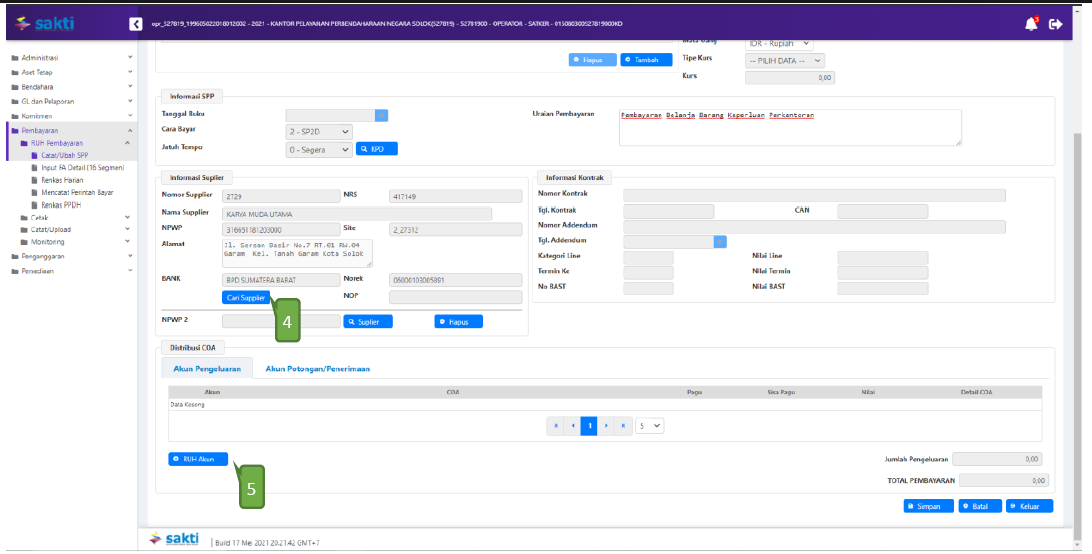 sakti
opr_527819_199605022018012002 - 2021 - KANTOR PELAYANAN PERBENDAHARAAN NEGARA SOLOK(527819) - 52781900 - OPERATOR - SATKER - 015080300527819000KD
Administrasi
Aset Tetap
Bendahara
GL dan Pelaporan
Komitmen
Pembayaran
RUH Pembayaran
Catat/Ubah SPP
Input FA Detail (16 Segmen)
Renkas Harian
Mencatat Perintah Bayar
Renkas PPDH
Cetak
Catat/Upload
Monitoring
Penganggaran
Persediaan
Mata Uang IDR - Rupiah
Hapus Tambah Tipe Kurs -- PILIH DATA --
Kurs 0,00
Informasi SPP
Tanggal Buku Uraian Pembayaran Pembayaran Belanja Barang Keperluan Perkantoran
Cara Bayar 2 - SP2D
Jatuh Tempo 0 - Segera KPD
Informasi Suplier Informasi Kontrak
Nomor Supplier 2729 NRS 417149 Nomor Kontrak
Nama Supplier KARYA MUDA UTAMA Tgl. Kontrak CAN
NPWP 316651181203000 Site 2_27312 Nomor Addendum
Alamat Jl. Sersan Basir No.7 RT.01 RW.04 Tgl. Addendum
Garam Kel. Tanah Garam Kota Solok Kategori Line Nilai Line
Termin Ke Nilai Termin
BANK BPD SUMATERA BARAT Norek 06000103005891 No BAST Nilai BAST
Cari Supplier NOP
4
NPWP 2 Suplier Hapus
Distribusi COA
Akun Pengeluaran Akun Potongan/Penerimaan
Akun COA Pagu Sisa Pagu Nilai Detail COA
Data Kosong
1 5
RUH Akun Jumlah Pengeluaran 0,00
5
TOTAL PEMBAYARAN 0,00
Simpan Batal Keluar
sakti | Build 17 Mei 2021 20:21:42 GMT+7